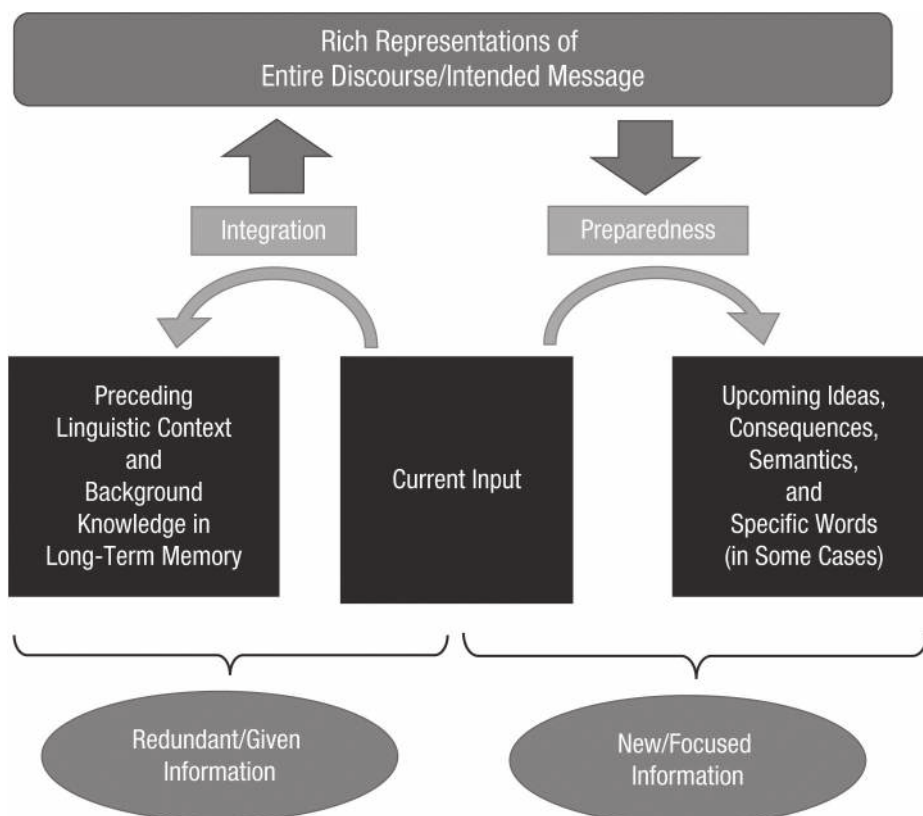 Rich Representations of
Entire Discourse/Intended Message
Integration
Preparedness
Preceding
Linguistic Context
and
Background
Knowledge in
Long-Term Memory
Current Input
Upcoming Ideas,
Consequences,
Semantics,
and
Specific Words
(in Some Cases)
Redundant/Given
Information
New/Focused
Information